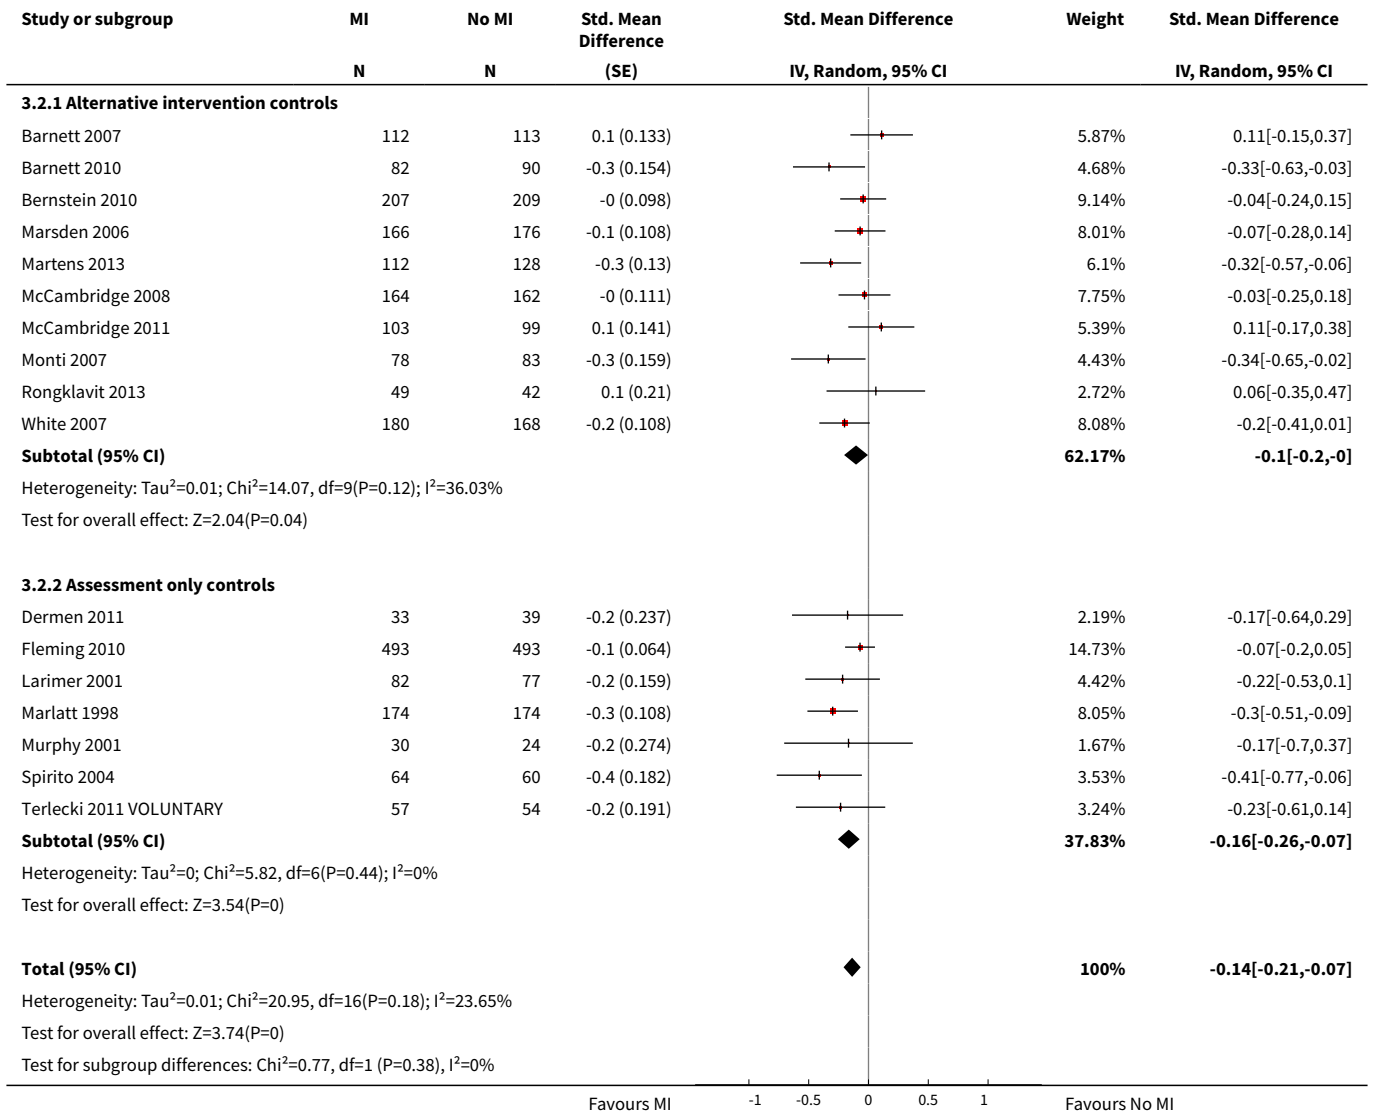 Study or subgroup MI No MI Std. Mean Difference Std. Mean Difference Weight Std. Mean Difference
N N (SE) IV, Random, 95% CI IV, Random, 95% CI
3.2.1 Alternative intervention controls
Barnett 2007 112 113 0.1 (0.133) 5.87% 0.11[-0.15,0.37]
Barnett 2010 82 90 -0.3 (0.154) 4.68% -0.33[-0.63,-0.03]
Bernstein 2010 207 209 -0 (0.098) 9.14% -0.04[-0.24,0.15]
Marsden 2006 166 176 -0.1 (0.108) 8.01% -0.07[-0.28,0.14]
Martens 2013 112 128 -0.3 (0.13) 6.1% -0.32[-0.57,-0.06]
McCambridge 2008 164 162 -0 (0.111) 7.75% -0.03[-0.25,0.18]
McCambridge 2011 103 99 0.1 (0.141) 5.39% 0.11[-0.17,0.38]
Monti 2007 78 83 -0.3 (0.159) 4.43% -0.34[-0.65,-0.02]
Rongklavit 2013 49 42 0.1 (0.21) 2.72% 0.06[-0.35,0.47]
White 2007 180 168 -0.2 (0.108) 8.08% -0.2[-0.41,0.01]
Subtotal (95% CI) 62.17% -0.1[-0.2,-0]
Heterogeneity: Tau²=0.01; Chi²=14.07, df=9(P=0.12); I²=36.03%
Test for overall effect: Z=2.04(P=0.04)
3.2.2 Assessment only controls
Dermen 2011 33 39 -0.2 (0.237) 2.19% -0.17[-0.64,0.29]
Fleming 2010 493 493 -0.1 (0.064) 14.73% -0.07[-0.2,0.05]
Larimer 2001 82 77 -0.2 (0.159) 4.42% -0.22[-0.53,0.1]
Marlatt 1998 174 174 -0.3 (0.108) 8.05% -0.3[-0.51,-0.09]
Murphy 2001 30 24 -0.2 (0.274) 1.67% -0.17[-0.7,0.37]
Spirito 2004 64 60 -0.4 (0.182) 3.53% -0.41[-0.77,-0.06]
Terlecki 2011 VOLUNTARY 57 54 -0.2 (0.191) 3.24% -0.23[-0.61,0.14]
Subtotal (95% CI) 37.83% -0.16[-0.26,-0.07]
Heterogeneity: Tau²=0; Chi²=5.82, df=6(P=0.44); I²=0%
Test for overall effect: Z=3.54(P=0)
Total (95% CI) 100% -0.14[-0.21,-0.07]
Heterogeneity: Tau²=0.01; Chi²=20.95, df=16(P=0.18); I²=23.65%
Test for overall effect: Z=3.74(P=0)
Test for subgroup differences: Chi²=0.77, df=1 (P=0.38), I²=0%
Favours MI -1 -0.5 0 0.5 1 Favours No MI